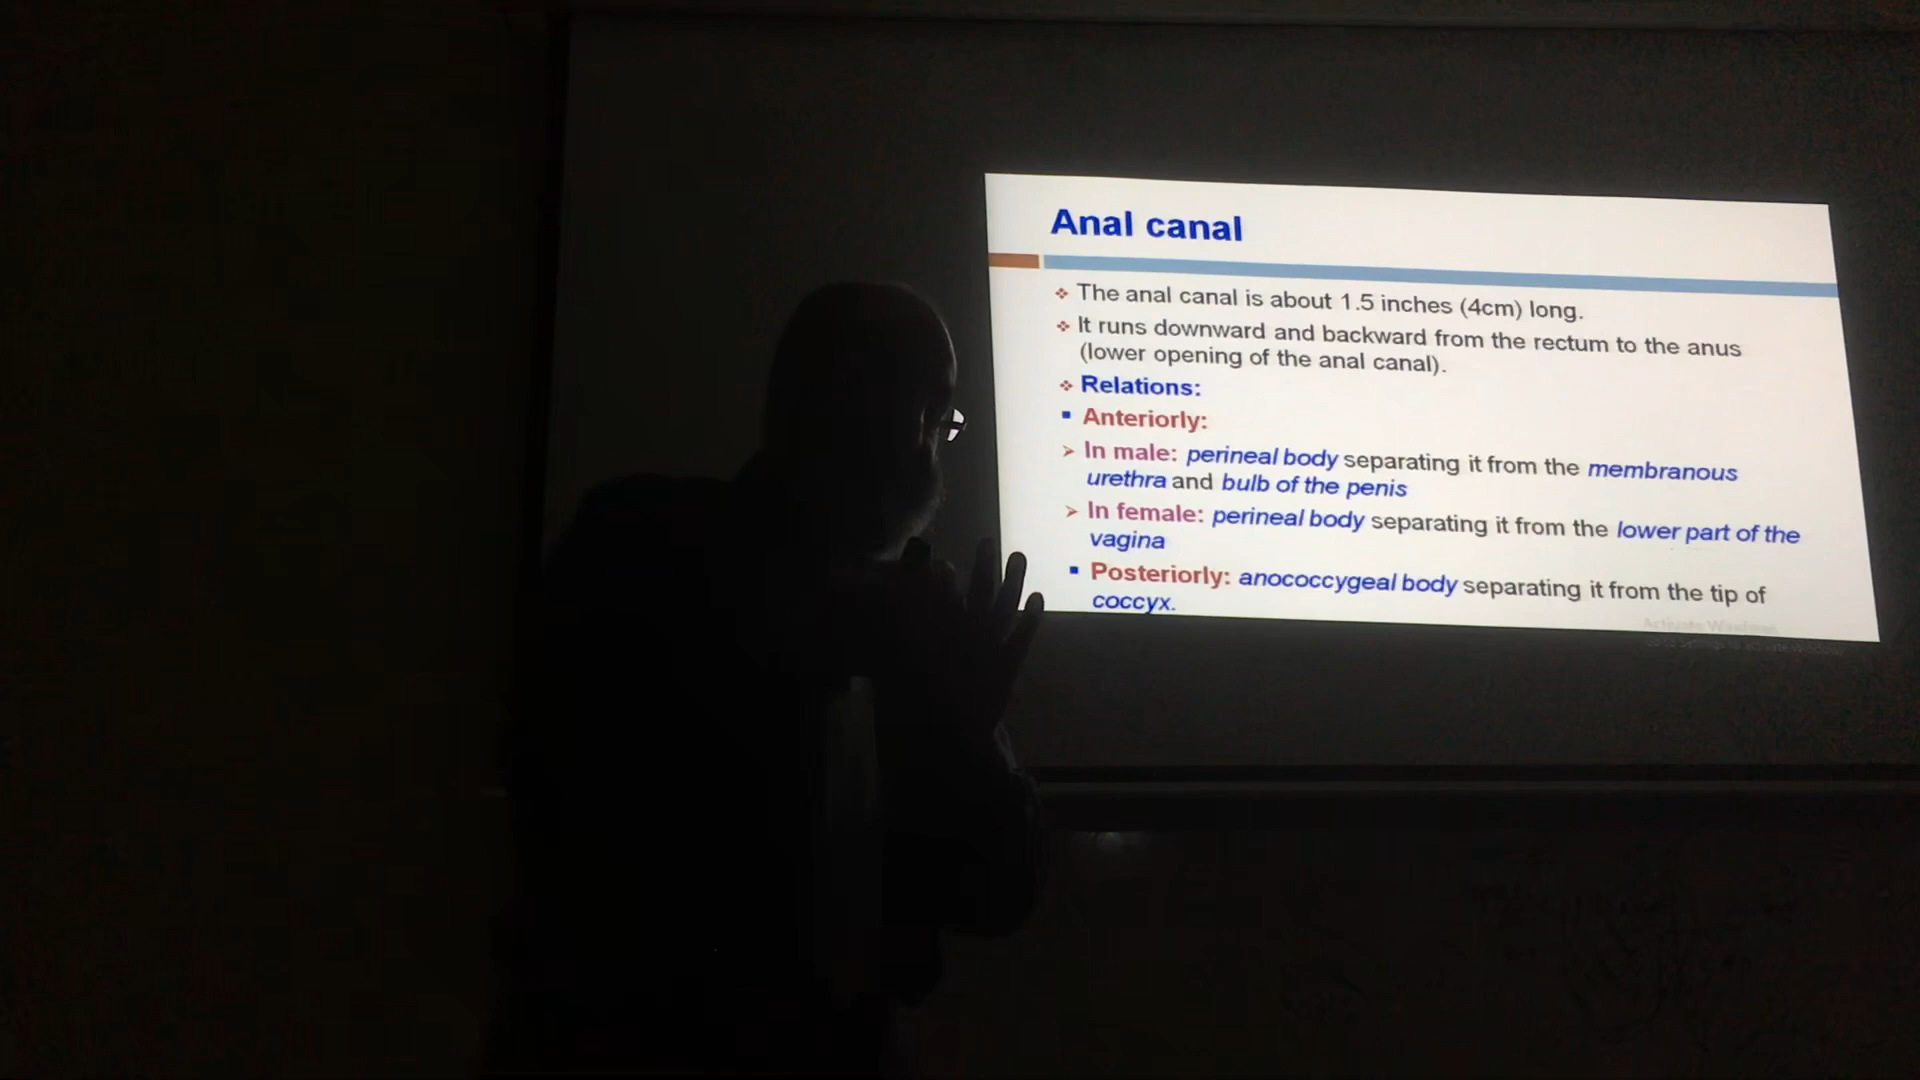 Anal canal
The anal canal is about 1.5 inches (4cm) long.
It runs downward and backward from the rectum to the anus
(lower opening of the anal canal).
Relations:
Anteriorly:
In male: perineal body separating it from the membranous
urethra and bulb of the penis
In female: perineal body separating it from the lower part of the
vagina
Posteriorly: anococcygeal body separating it from the tip of
coccyx.
Activate Windows